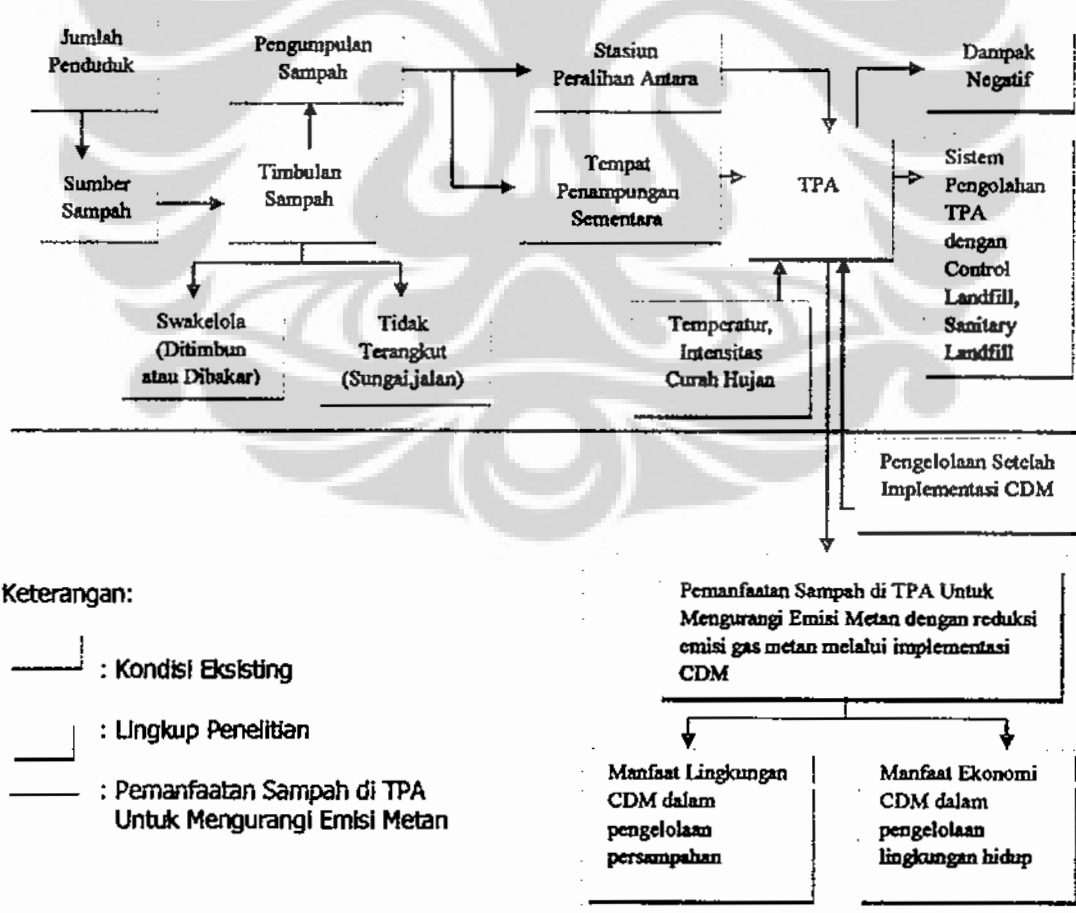 Jumlah
Penduduk
Pengumpulan
Sampah
Stasiun
Peralihan Antara
Dampak
Negatif
Sumber
Sampah
Timbulan
Sampah
Tempat
Penampungan
Sementara
TPA
Sistem
Pengolahan
TPA
dengan
Control
Landfill,
Sanitary
Landfill
Swakelola
(Ditimbun
atau Dibakar)
Tidak
Terangkut
(Sungai,jalan)
Temperatur,
Intensitas
Curah Hujan
Pengelolaan Setelah
Implementasi CDM
Pemanfaatan Sampah di TPA Untuk
Mengurangi Emisi Metan dengan reduksi
emisi gas metan melalui implementasi
CDM
Manfaat Lingkungan
CDM dalam
pengelolaan
persampahan
Manfaat Ekonomi
CDM dalam
pengelolaan
lingkungan hidup
Keterangan:
: Kondisi Eksisting
: Lingkup Penelitian
: Pemanfaatan Sampah di TPA
Untuk Mengurangi Emisi Metan